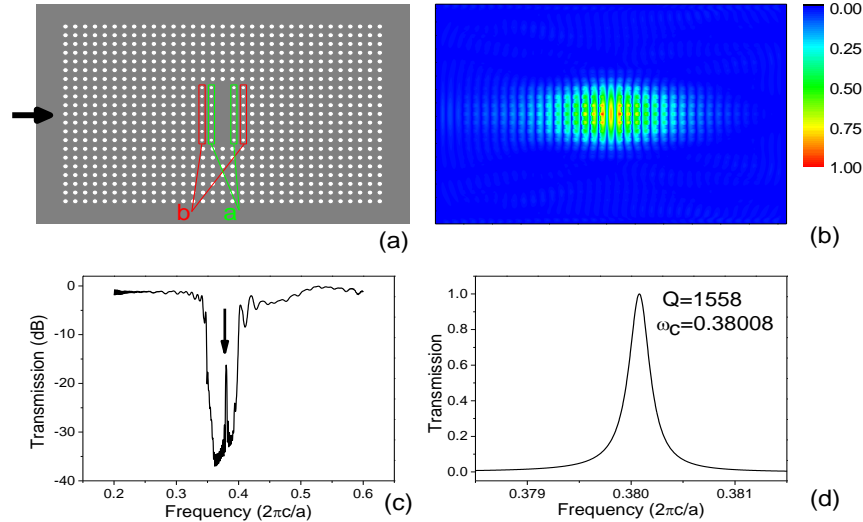 b a
(a)
0.00
0.25
0.50
0.75
1.00
(b)
0
-10
-20
-30
-40
0.2 0.3 0.4 0.5 0.6
Transmission (dB)
Frequency (2πc/a)
(c)
1.0
0.8
0.6
0.4
0.2
0.0
0.379 0.380 0.381
Transmission
Frequency (2πc/a)
Q=1558
ωc=0.38008
(d)